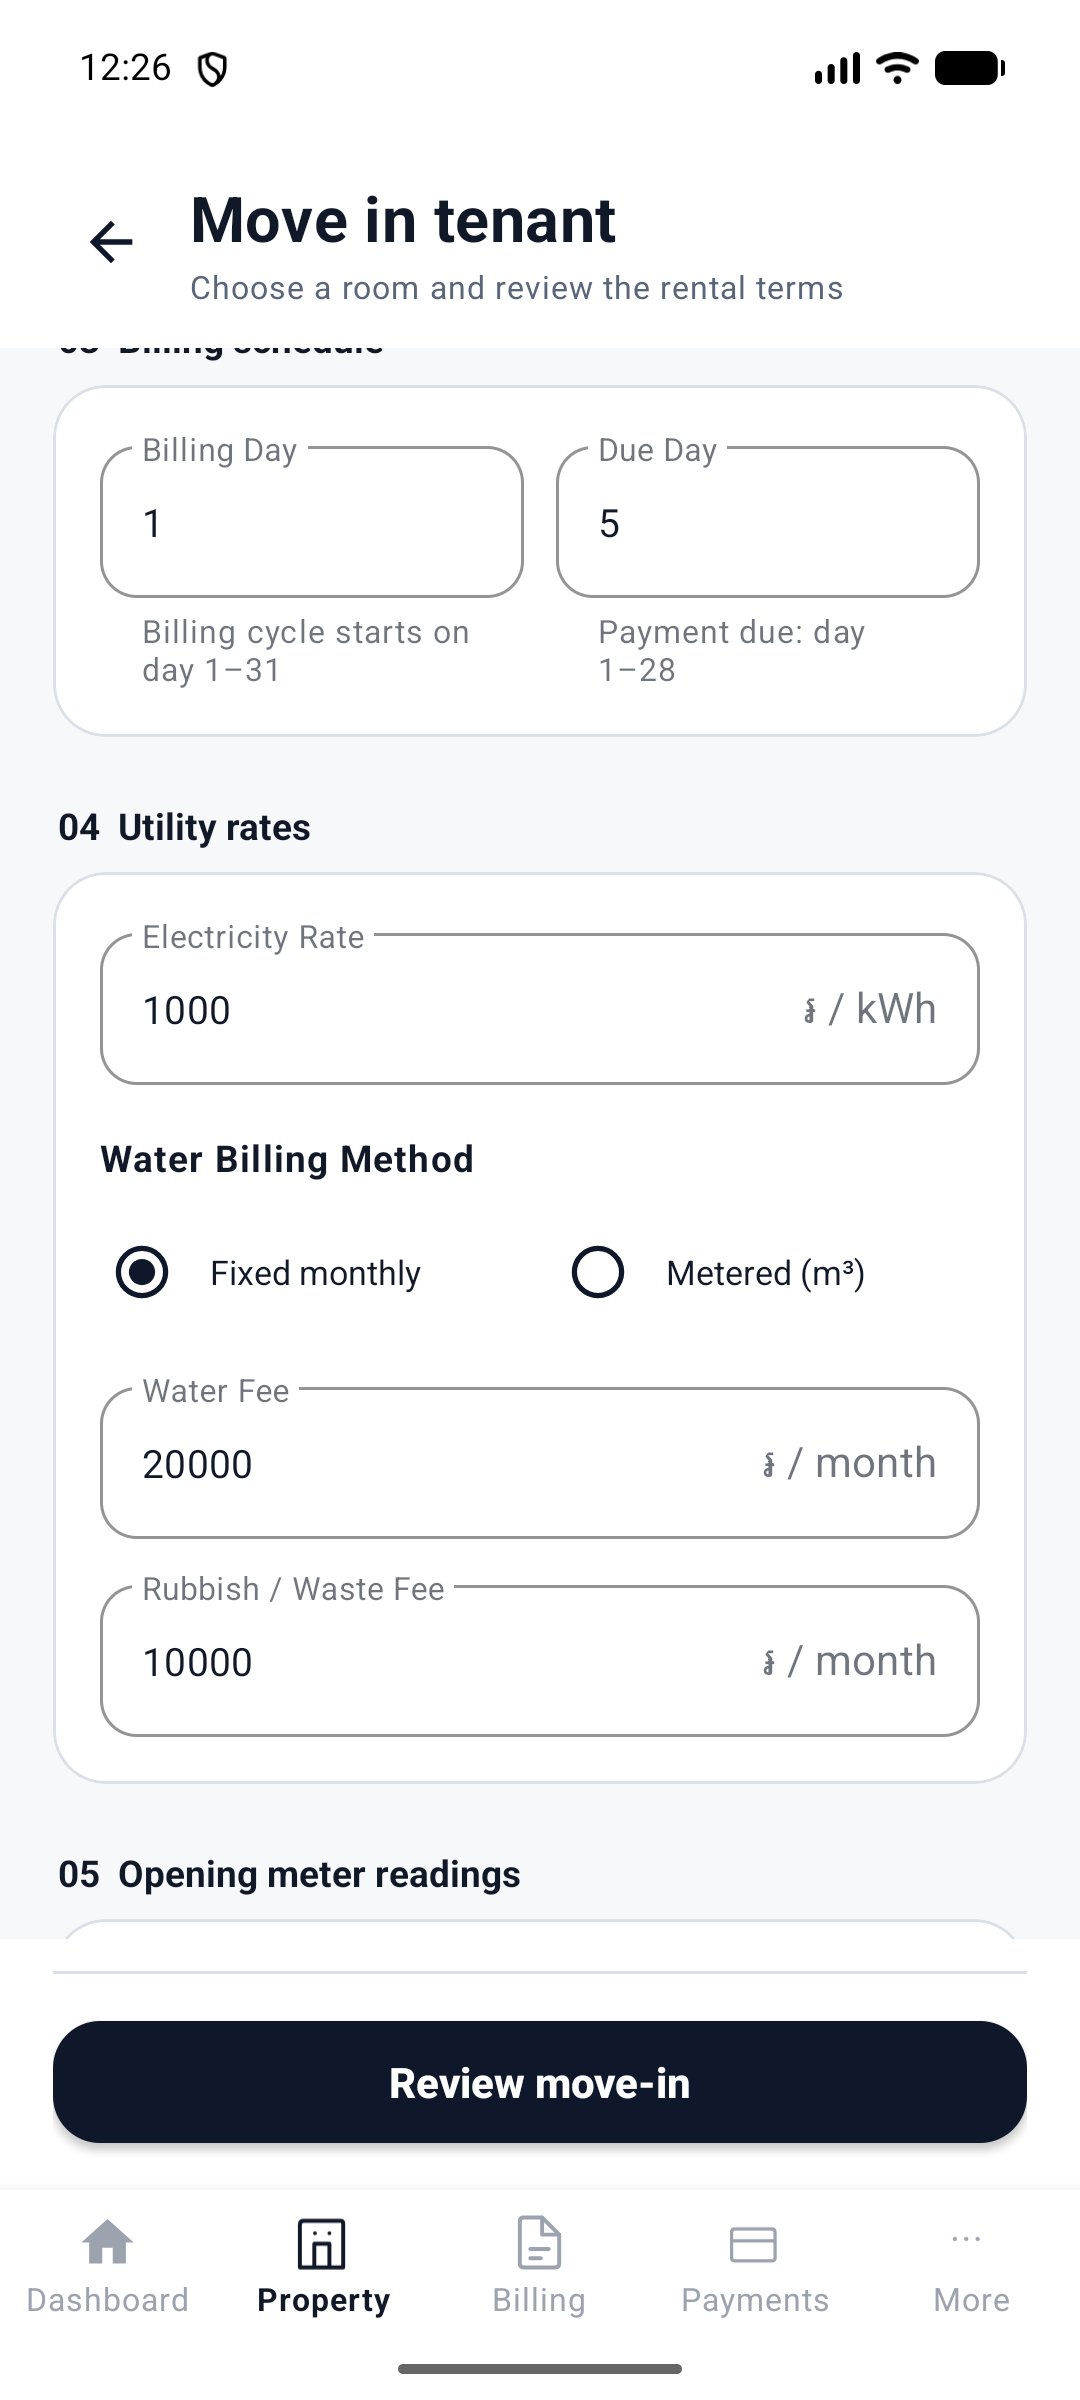 12:26
Move in tenant
Choose a room and review the rental terms
03 Billing schedule
Billing Day
1
Billing cycle starts on
day 1–31
Due Day
5
Payment due: day
1–28
04 Utility rates
Electricity Rate
1000
៛ / kWh
Water Billing Method
Fixed monthly
Metered (m³)
Water Fee
20000
៛ / month
Rubbish / Waste Fee
10000
៛ / month
05 Opening meter readings
Review move-in
Dashboard
Property
Billing
Payments
More